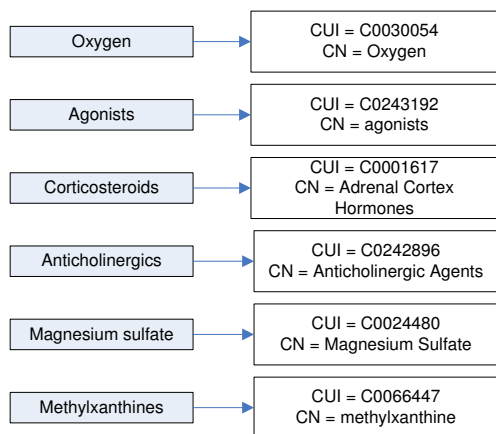 Oxygen
CUI = C0030054
CN = Oxygen
Agonists
CUI = C0243192
CN = agonists
Corticosteroids
CUI = C0001617
CN = Adrenal Cortex
Hormones
Anticholinergics
CUI = C0242896
CN = Anticholinergic Agents
Magnesium sulfate
CUI = C0024480
CN = Magnesium Sulfate
Methylxanthines
CUI = C0066447
CN = methylxanthine